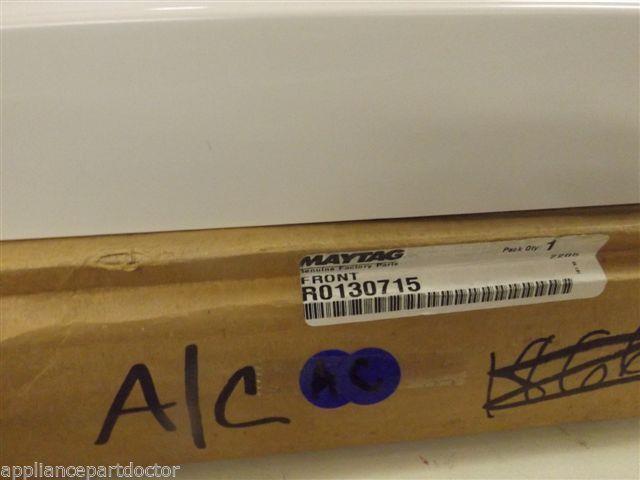 MAYTAG
Genuine Factory Parts
Pack Qty 1
FRONT
R0130715
A/C
AC
appliancepartdoctor